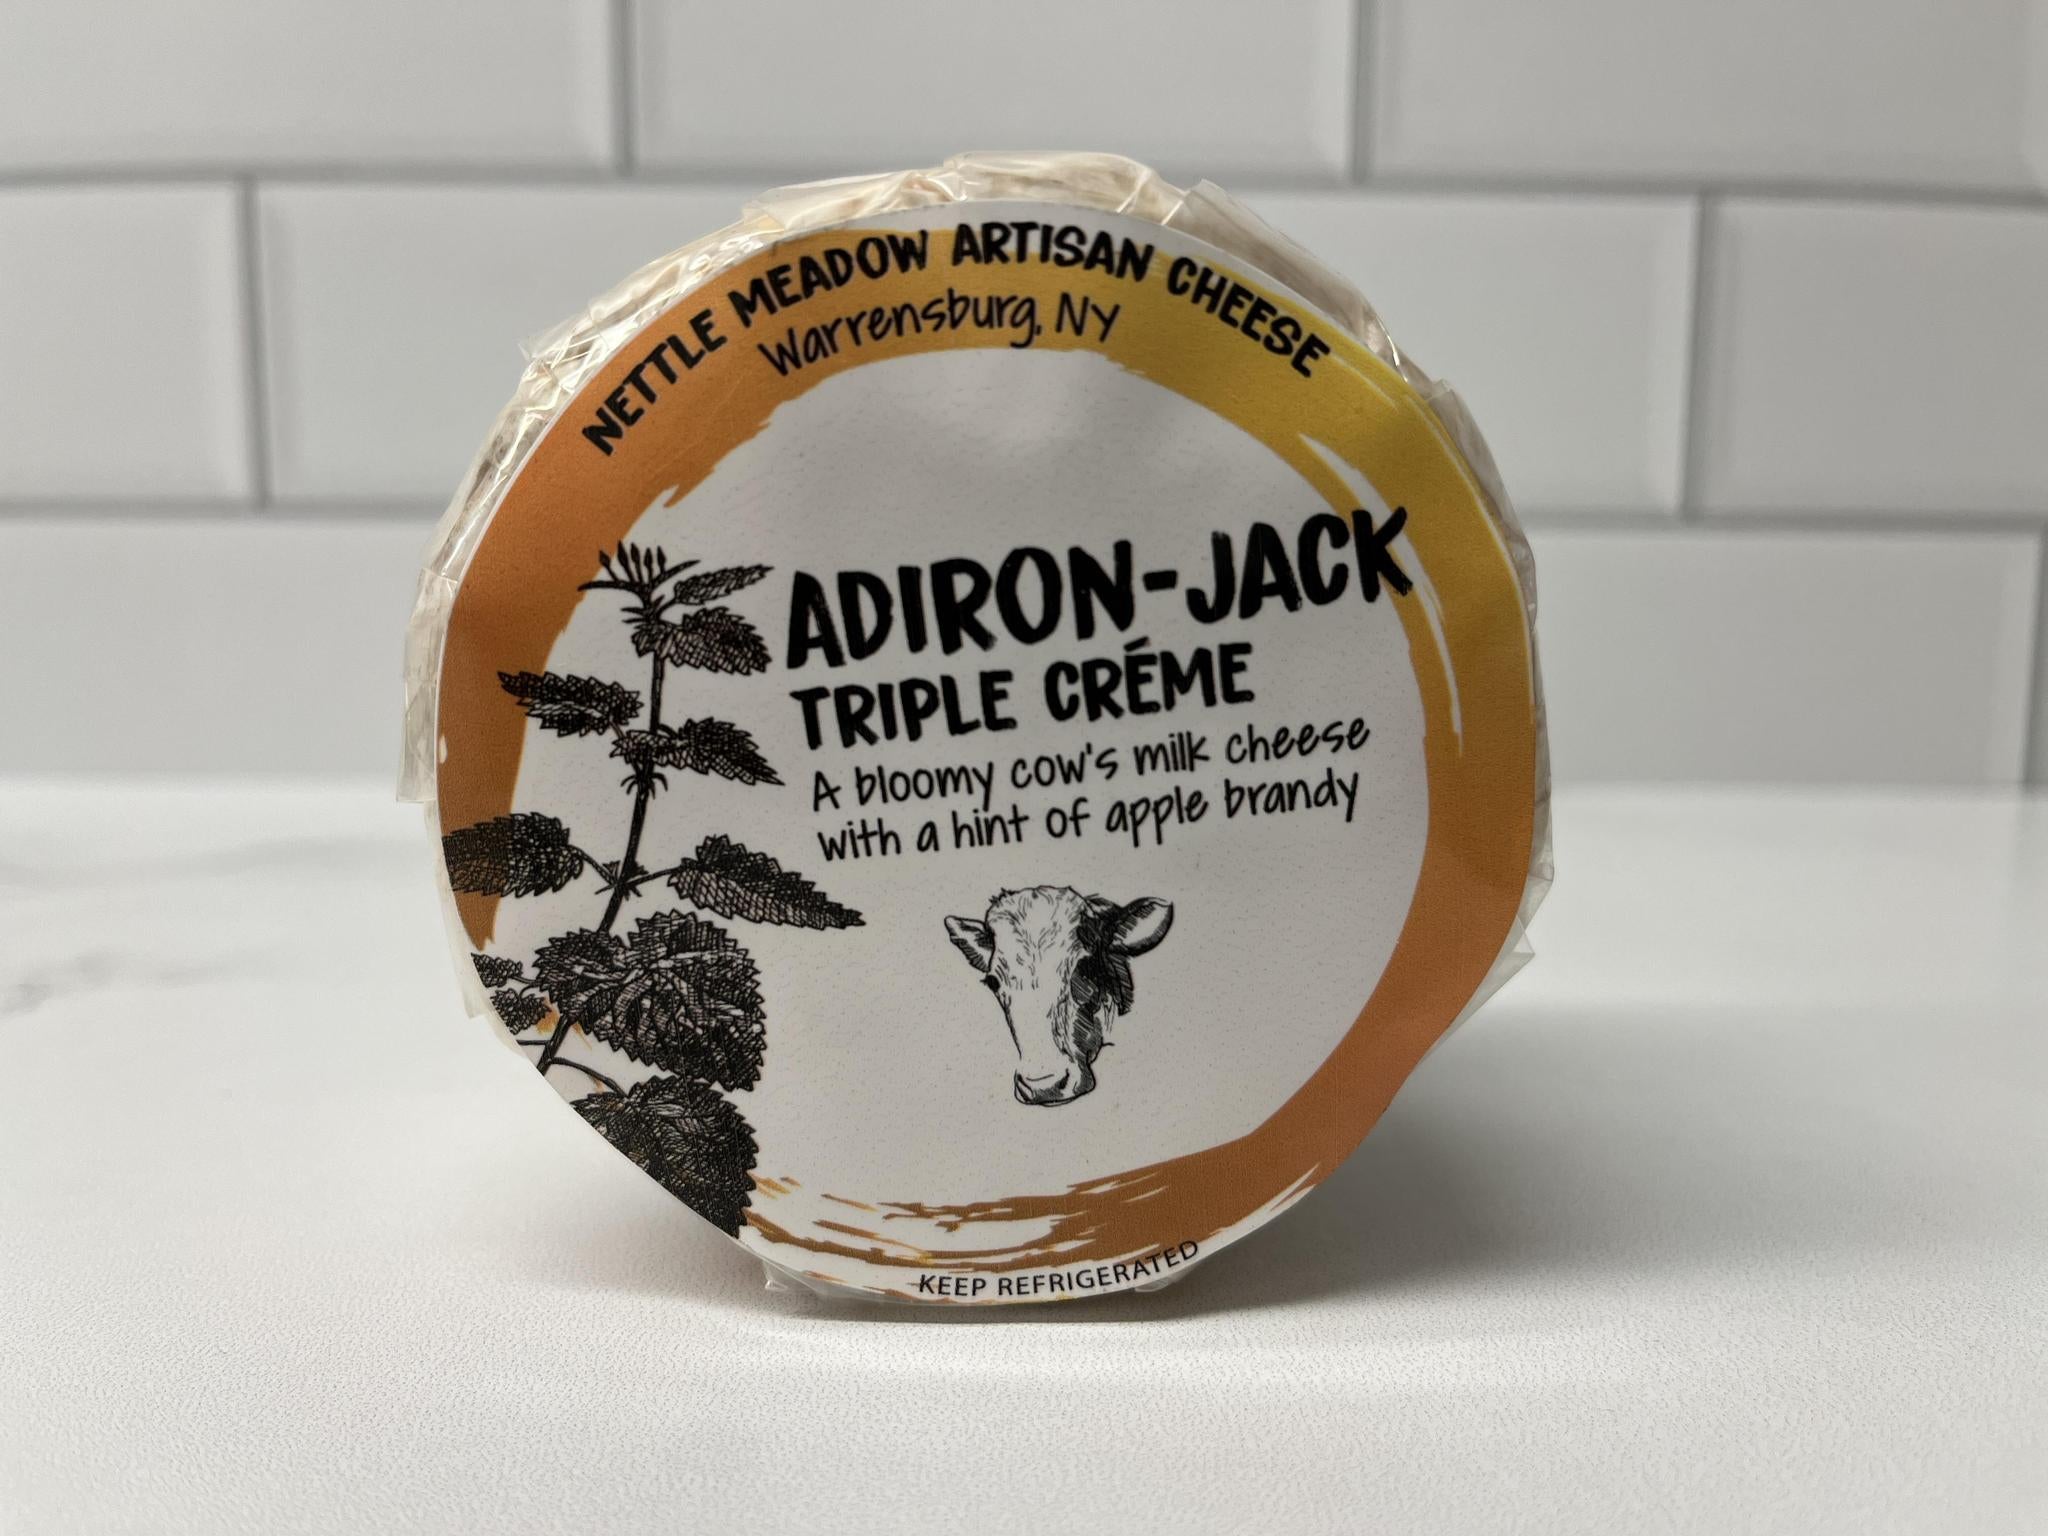 NETTLE MEADOW ARTISAN CHEESE
Warrensburg, NY
ADIRON-JACK
TRIPLE CRÉME
A bloomy cow's milk cheese
with a hint of apple brandy
KEEP REFRIGERATED